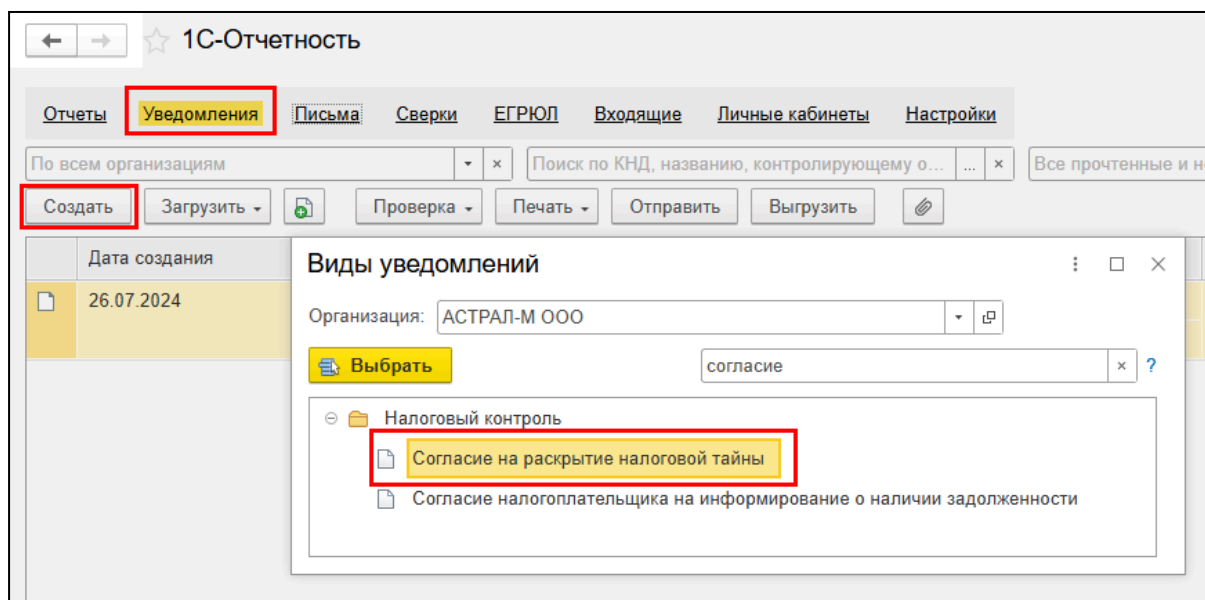 1С-Отчетность
Отчеты Уведомления Письма Сверки ЕГРЮЛ Входящие Личные кабинеты Настройки
По всем организациям Поиск по КНД, названию, контролирующему о... ... Все прочтенные и н
Создать Загрузить Проверка Печать Отправить Выгрузить
Дата создания
26.07.2024
Виды уведомлений
Организация: АСТРАЛ-М ООО
Выбрать согласие ?
Налоговый контроль
Согласие на раскрытие налоговой тайны
Согласие налогоплательщика на информирование о наличии задолженности